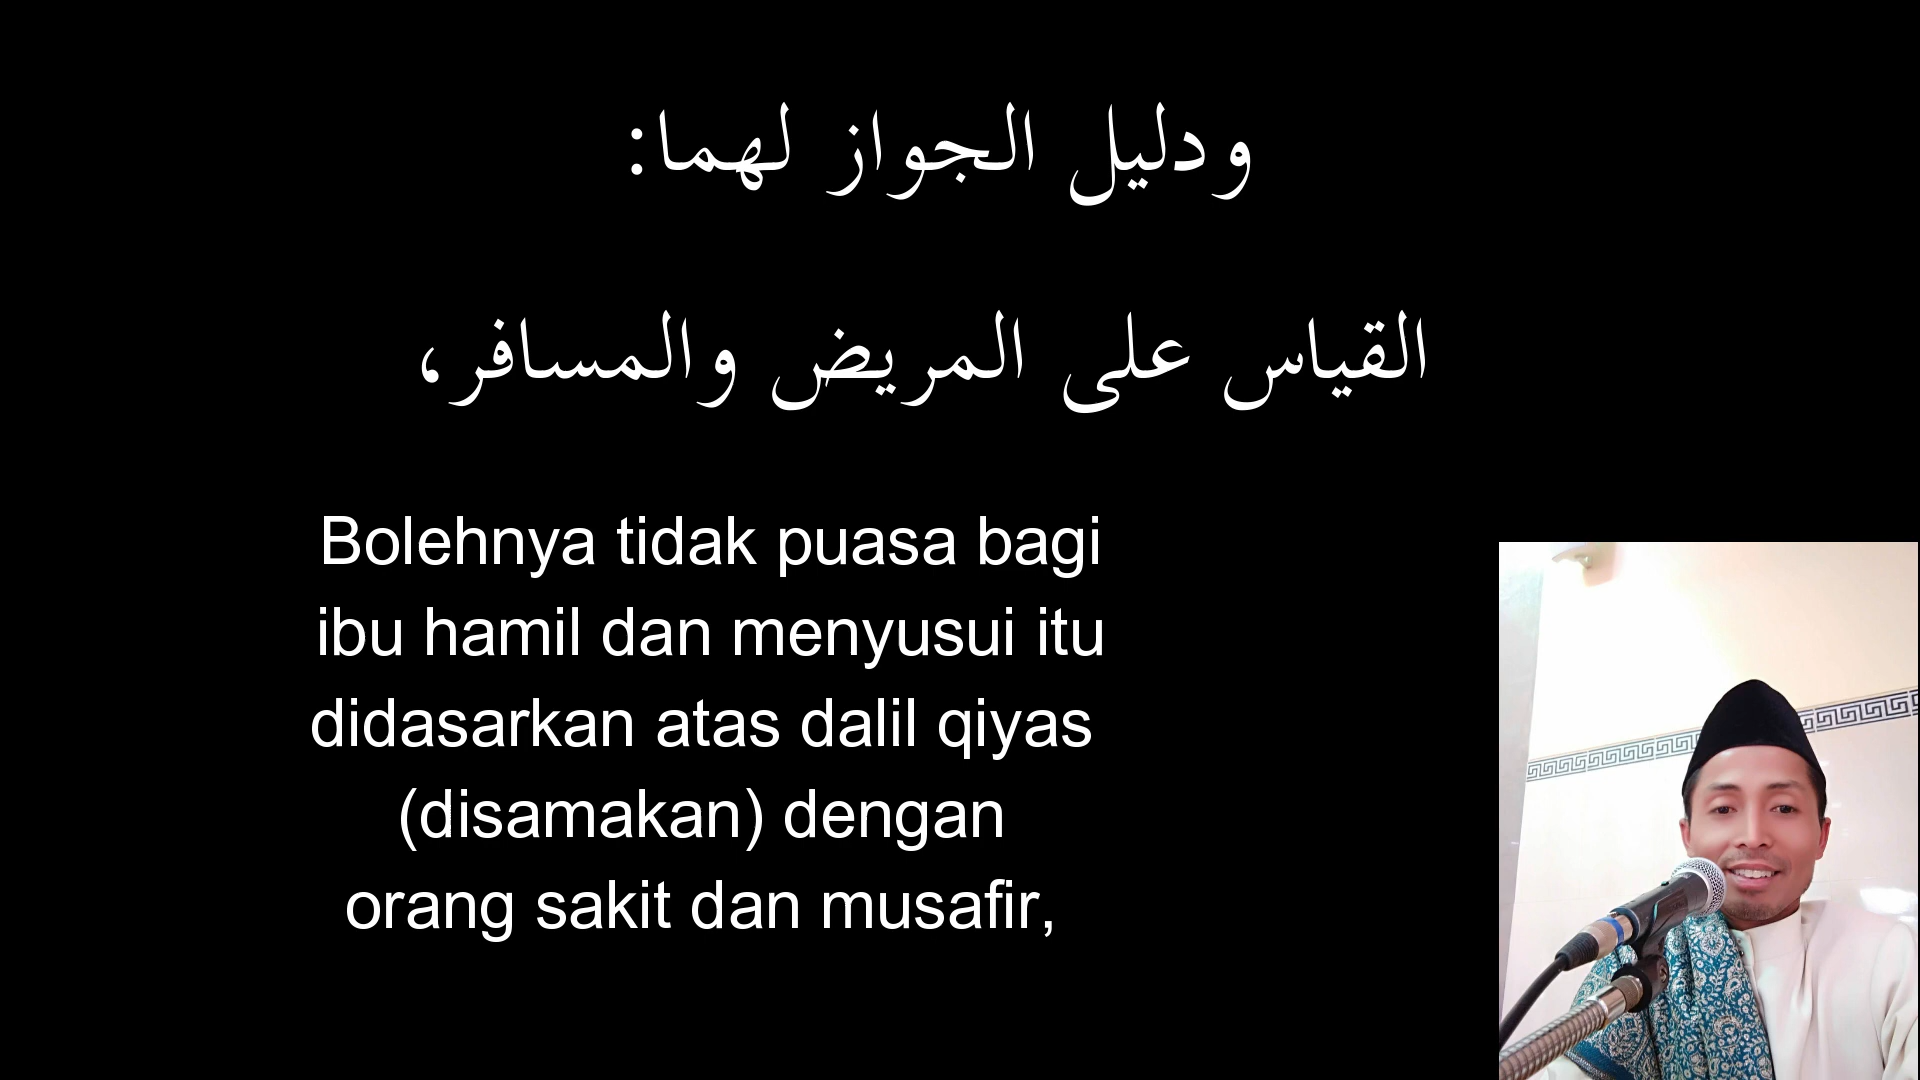 ودليل الجواز لهما:
القياس على المريض والمسافر،
Bolehnya tidak puasa bagi
ibu hamil dan menyusui itu
didasarkan atas dalil qiyas
(disamakan) dengan
orang sakit dan musafir,